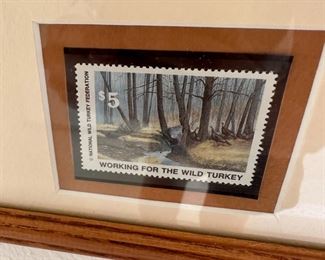 © NATIONAL WILD TURKEY FEDERATION
$5
WORKING FOR THE WILD TURKEY